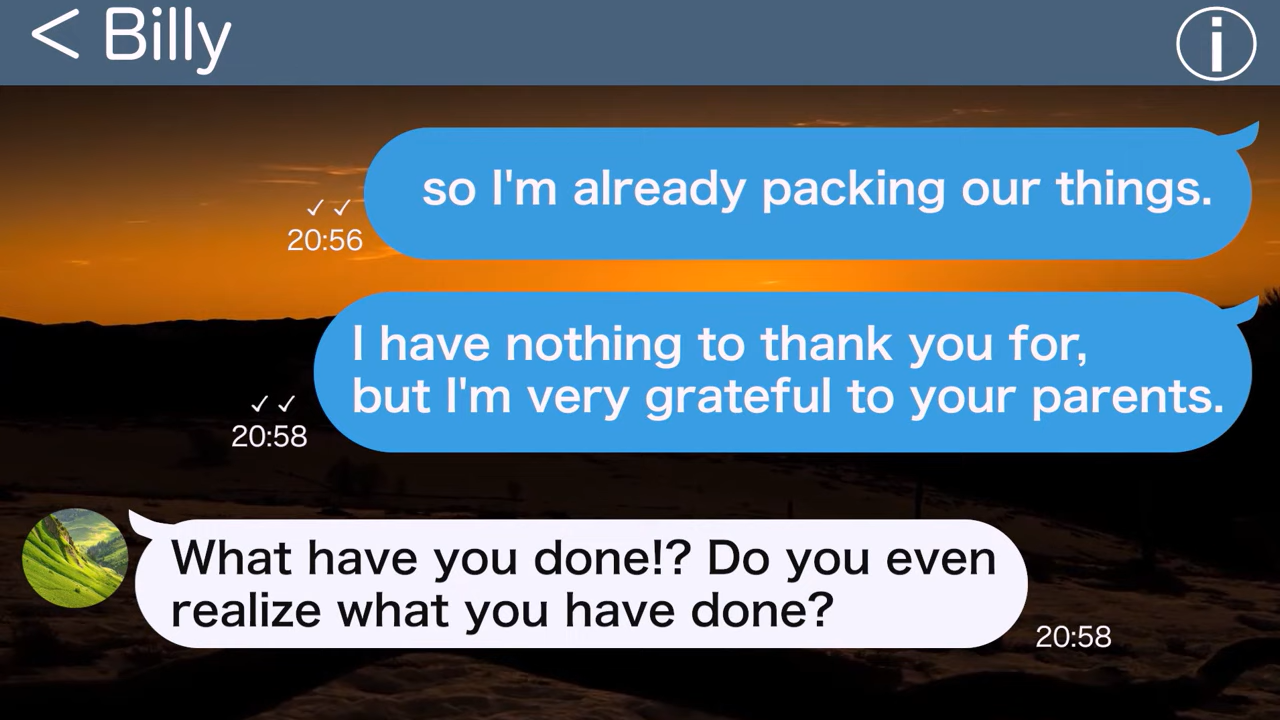 < Billy
i
so I'm already packing our things.
✓✓
20:56
I have nothing to thank you for,
but I'm very grateful to your parents.
✓✓
20:58
What have you done!? Do you even
realize what you have done?
20:58